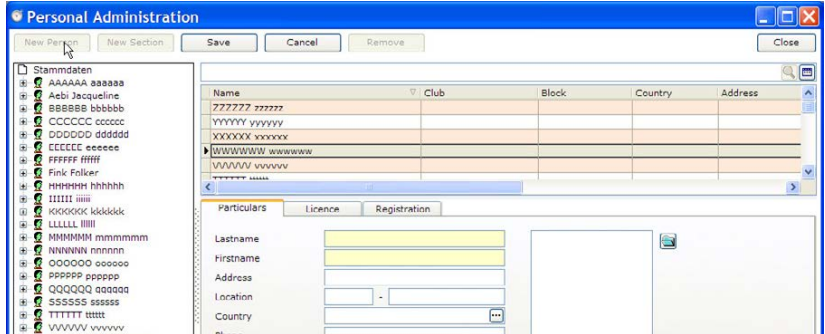 Personal Administration
New Person New Section Save Cancel Remove Close
Stammdaten
AAAAAA aaaaaa
Aebi Jacqueline
BBBBBB bbbbbb
CCCCCC cccccc
DDDDDD dddddd
EEEEEE eeeeee
FFFFFF ffffff
Fink Folker
HHHHHH hhhhhh
IIIIII iiiiii
KKKKKK kkkkkk
LLLLLL llllll
MMMMMM mmmmmm
NNNNNN nnnnnn
OOOOOO oooooo
PPPPPP pppppp
QQQQQQ qqqqqq
SSSSSS ssssss
TTTTTT tttttt
VVVVVV vvvvvv
Name Club Block Country Address
ZZZZZZ zzzzzz
YYYYYY yyyyyy
XXXXXX xxxxxx
WWWWWW wwwwww
VVVVVV vvvvvv
TTTTTT tttttt
Particulars Licence Registration
Lastname
Firstname
Address
Location -
Country ...